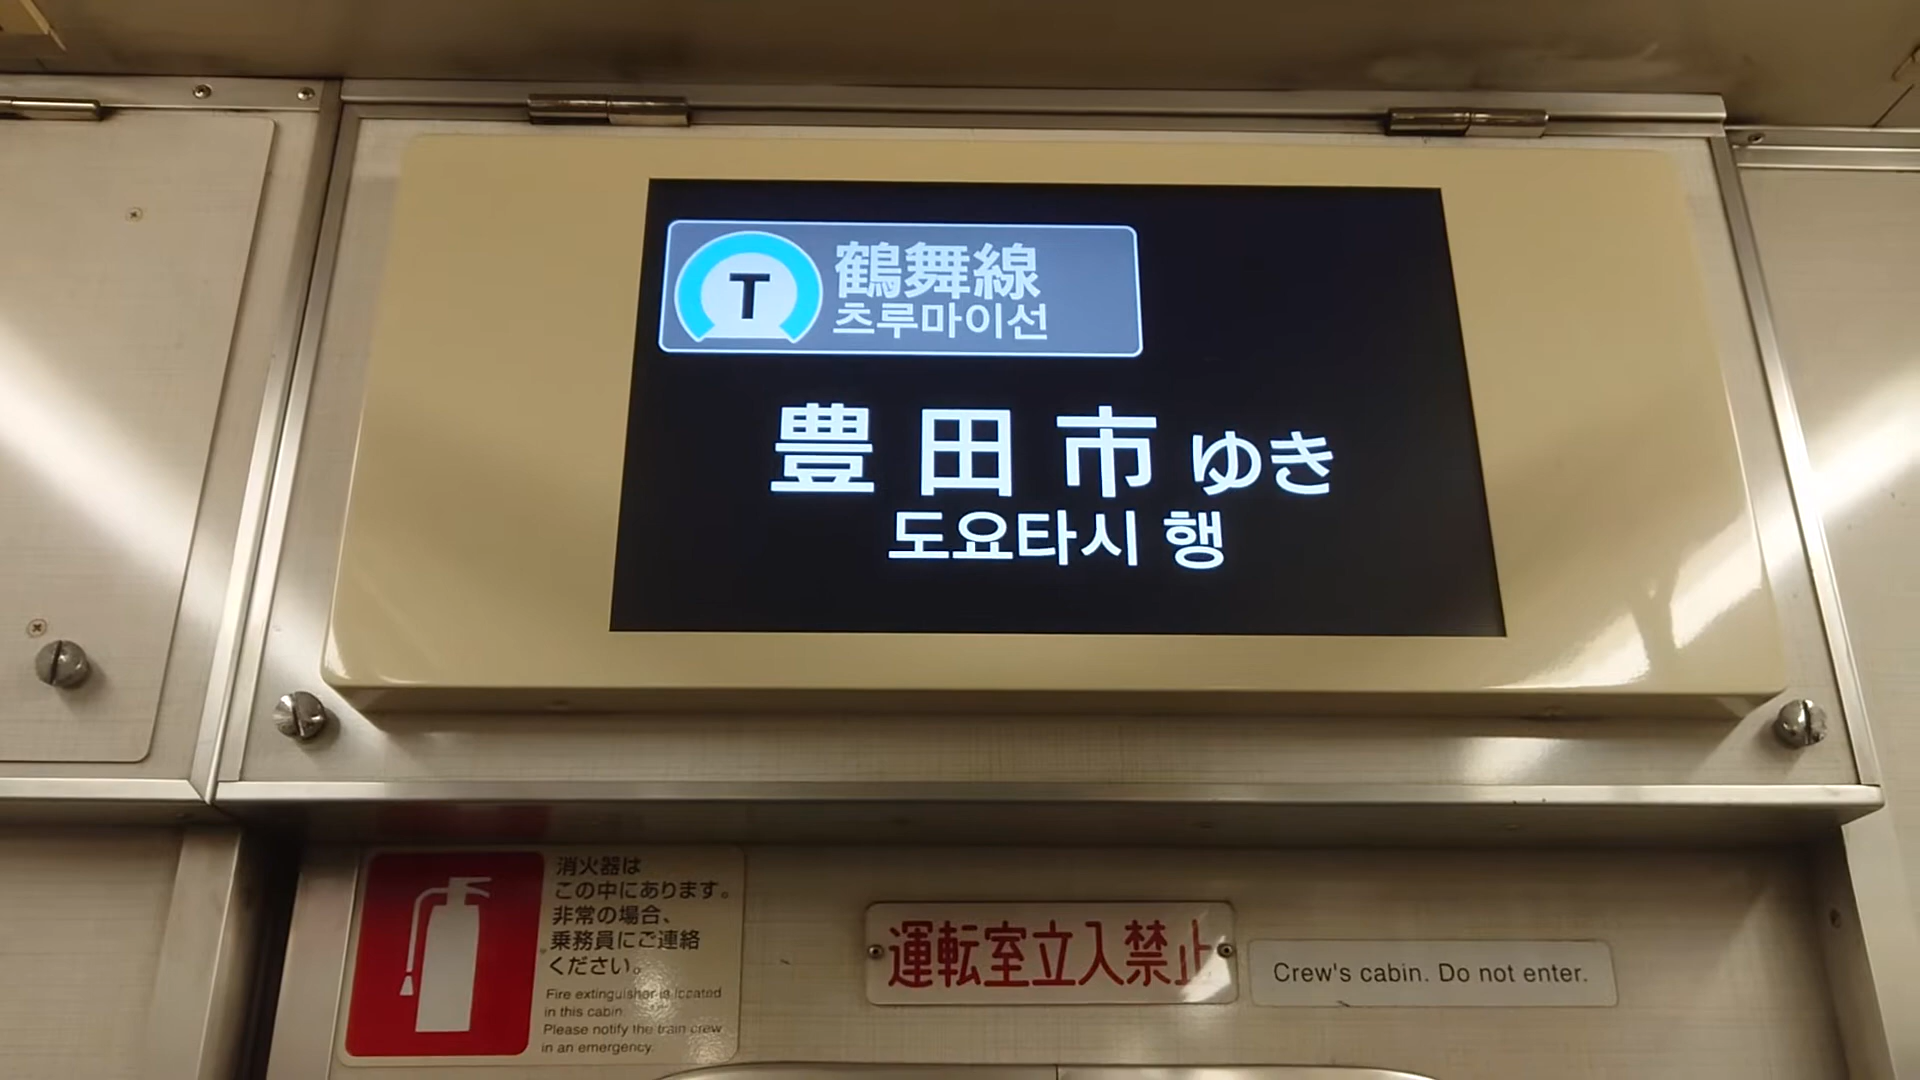 T
鶴舞線
츠루마이선
豊田市ゆき
도요타시 행
消火器は
この中にあります。
非常の場合、
乗務員にご連絡
ください。
Fire extinguisher is located
in this cabin.
Please notify the train crew
in an emergency.
運転室立入禁止
Crew's cabin. Do not enter.